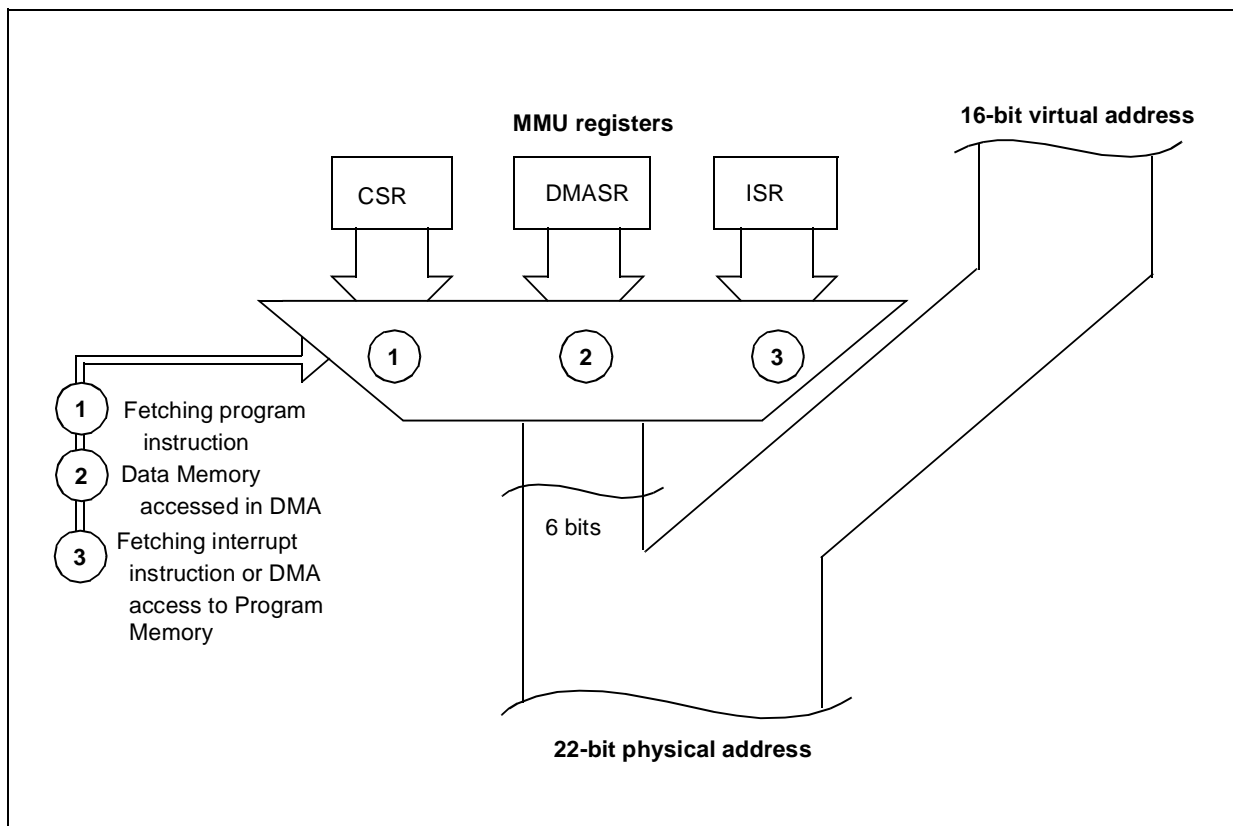 MMU registers
16-bit virtual address
CSR
DMASR
ISR
1
2
3
1
Fetching program
instruction
2
Data Memory
accessed in DMA
3
Fetching interrupt
instruction or DMA
access to Program
Memory
6 bits
22-bit physical address